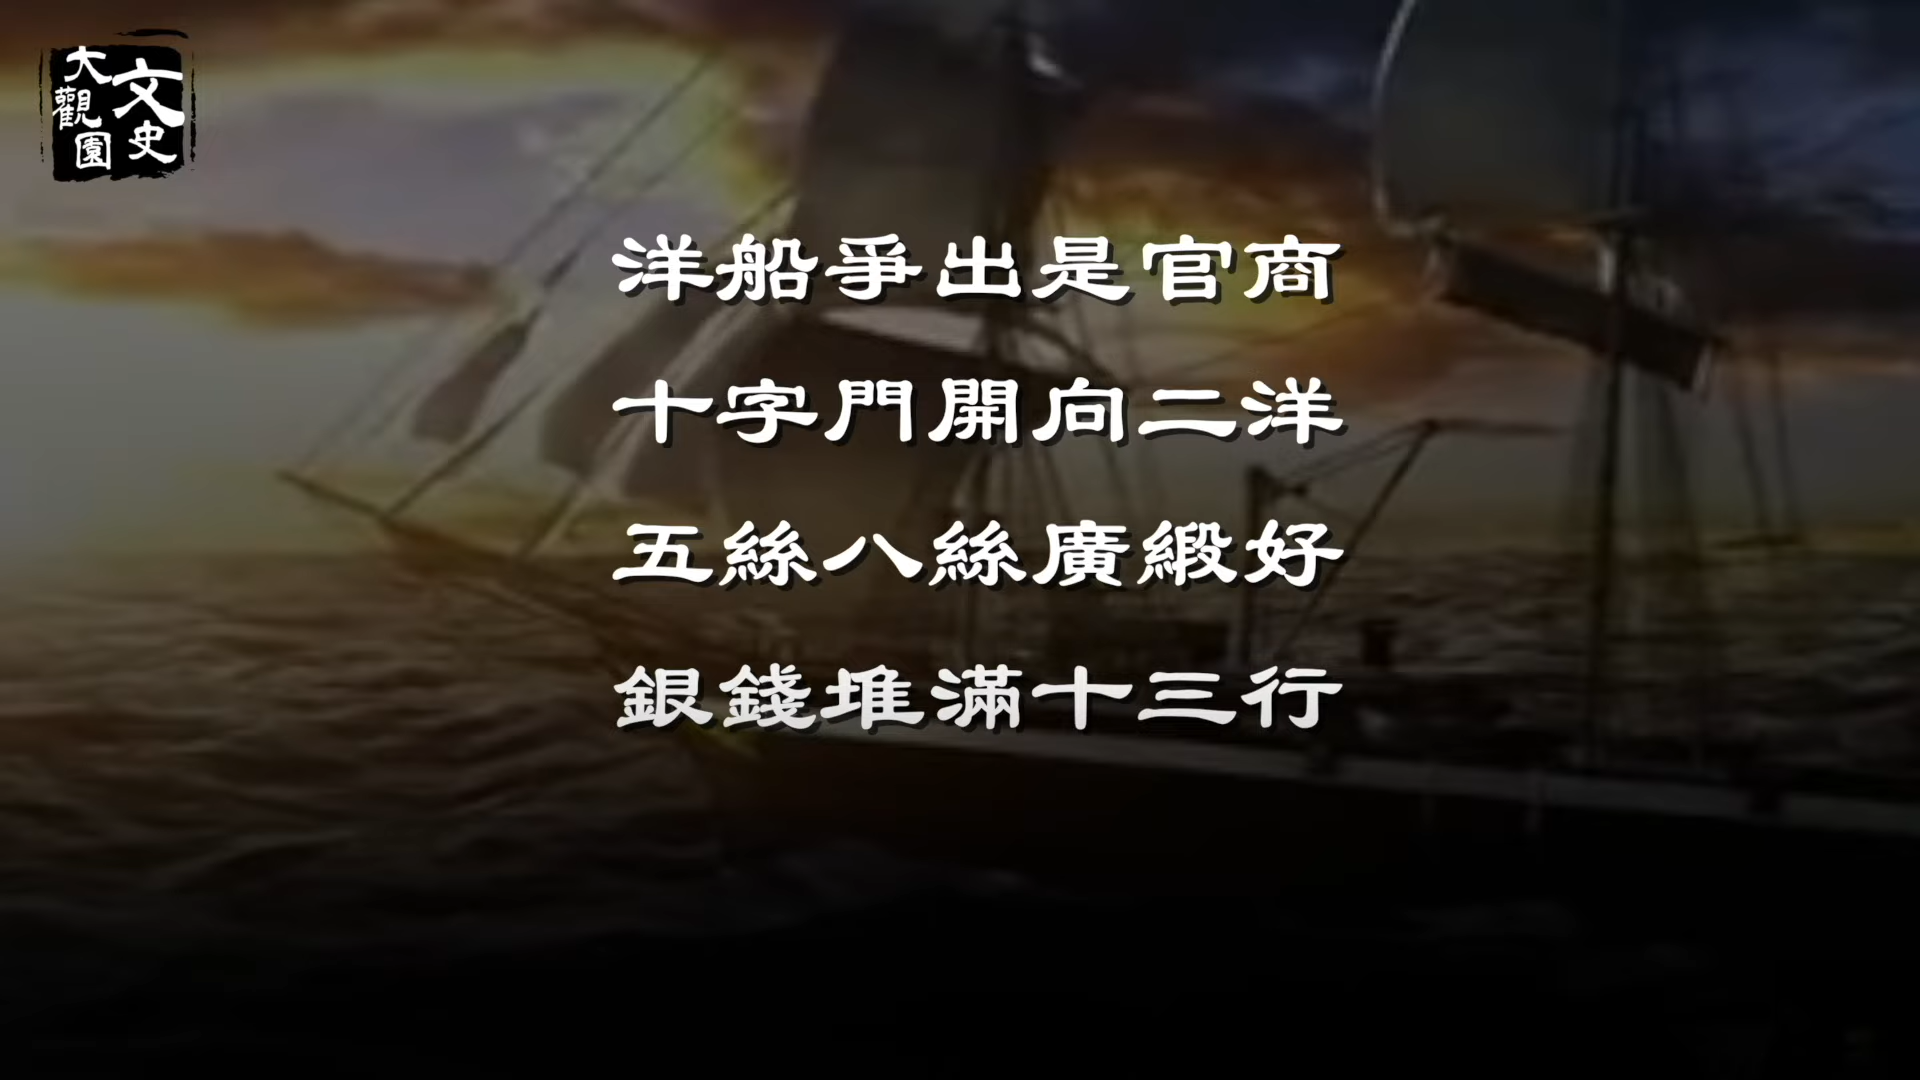 文史
大觀園
洋船爭出是官商
十字門開向二洋
五絲八絲廣緞好
銀錢堆滿十三行